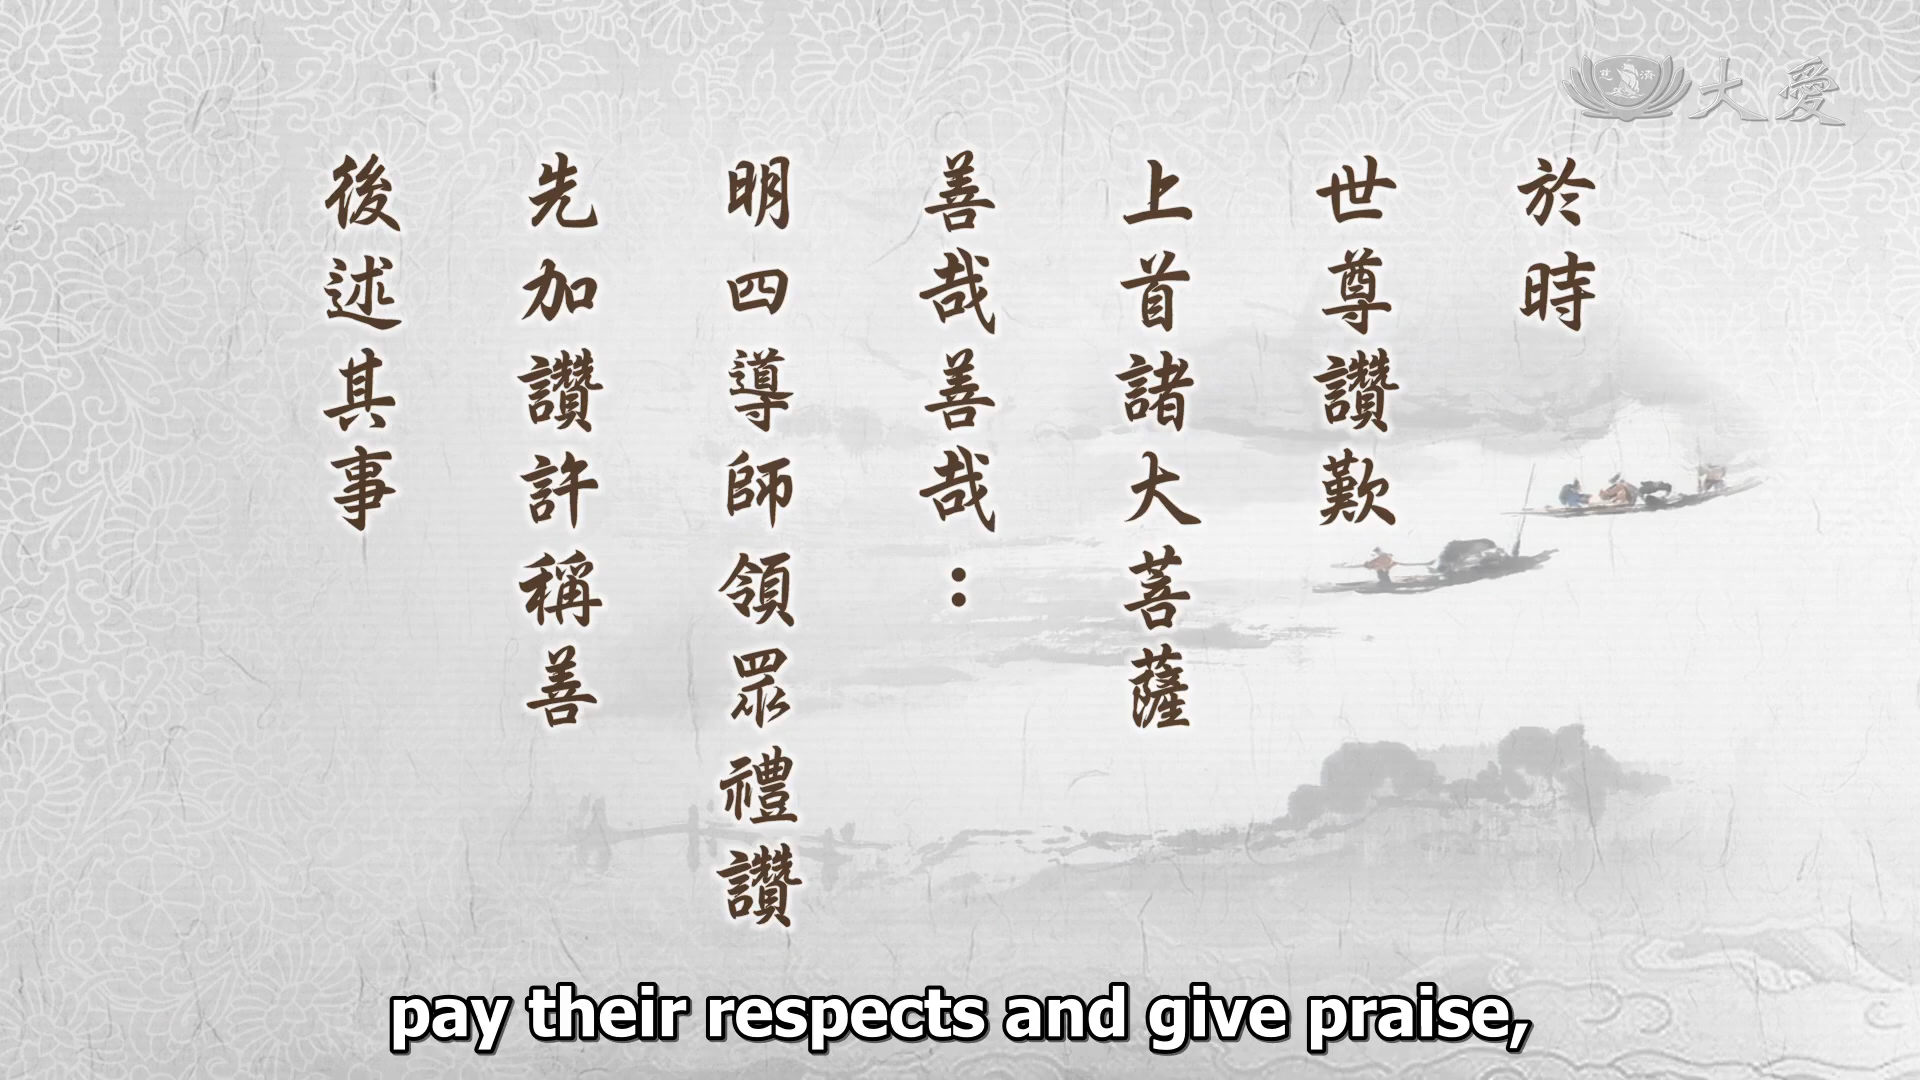 大愛
慈濟
於時
世尊讚歎
上首諸大菩薩
善哉善哉：
明四導師領眾禮讚
先加讚許稱善
後述其事
pay their respects and give praise,